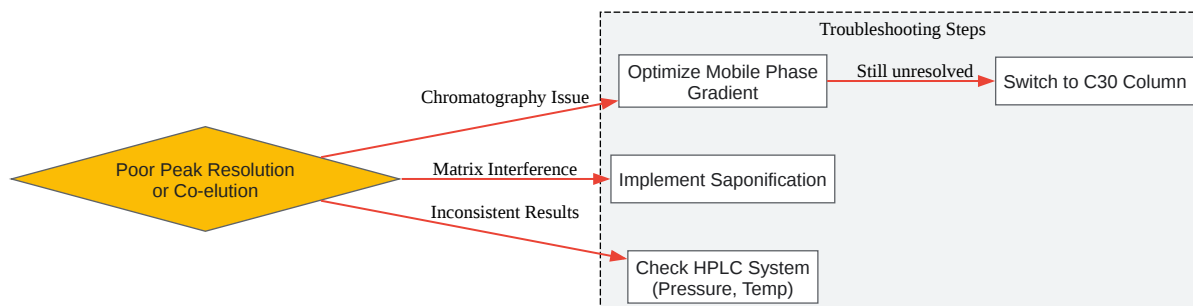 Troubleshooting Steps
Optimize Mobile Phase
Gradient
Still unresolved
Switch to C30 Column
Chromatography Issue
Poor Peak Resolution
or Co-elution
Matrix Interference
Implement Saponification
Inconsistent Results
Check HPLC System
(Pressure, Temp)